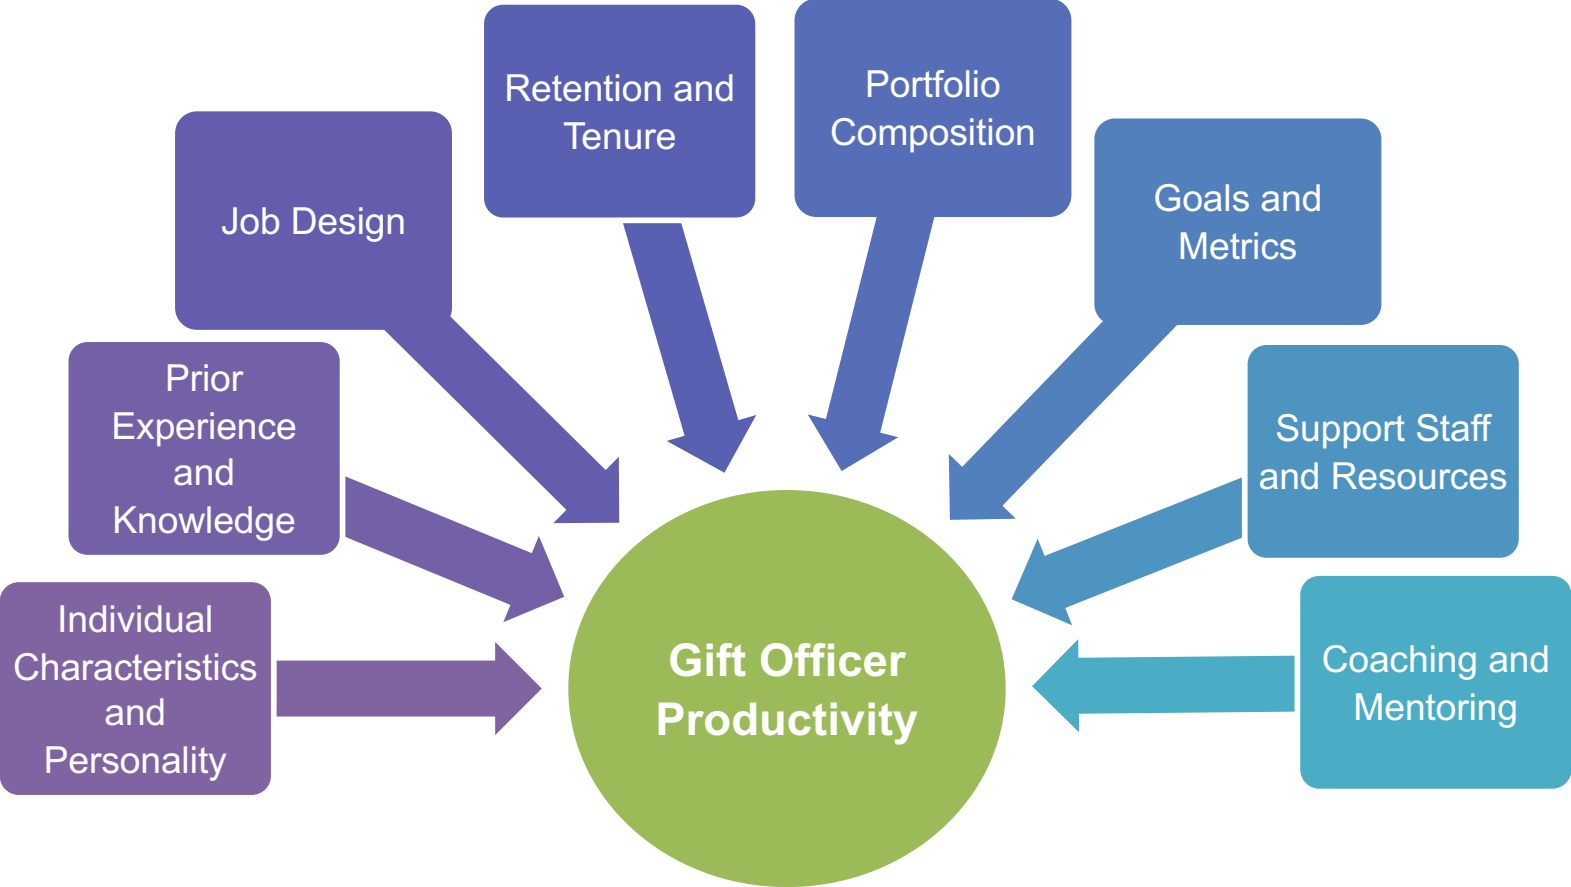 Retention and
Tenure
Portfolio
Composition
Job Design
Goals and
Metrics
Prior
Experience
and
Knowledge
Support Staff
and Resources
Individual
Characteristics
and
Personality
Gift Officer
Productivity
Coaching and
Mentoring